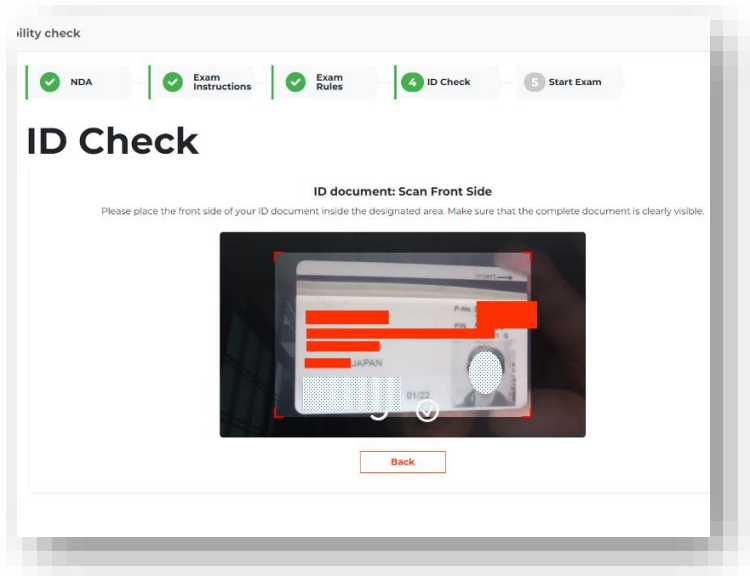 ility check
NDA
Exam
Instructions
Exam
Rules
4 ID Check
5 Start Exam
ID Check
ID document: Scan Front Side
Please place the front side of your ID document inside the designated area. Make sure that the complete document is clearly visible.
Insert
P-No.
PIN
JAPAN
01/22
Back